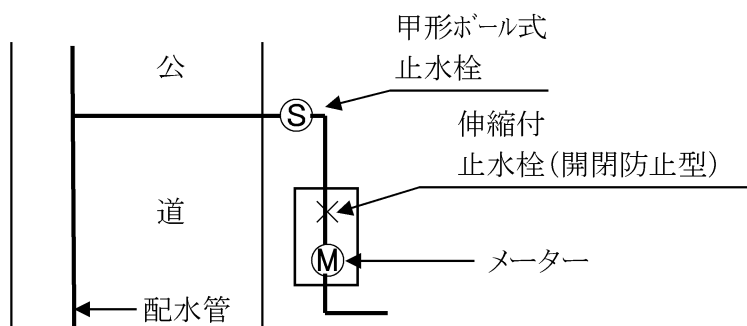 甲形ボール式
止水栓
公
S
伸縮付
止水栓(開閉防止型)
道
M
メーター
配水管